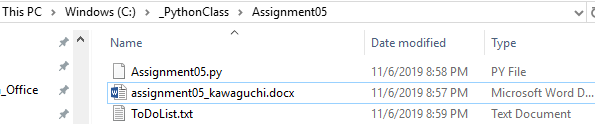 This PC > Windows (C:) > _PythonClass > Assignment05
Name Date modified Type
Assignment05.py 11/6/2019 8:58 PM PY File
_Office assignment05_kawaguchi.docx 11/6/2019 8:57 PM Microsoft Word D...
ToDoList.txt 11/6/2019 8:59 PM Text Document